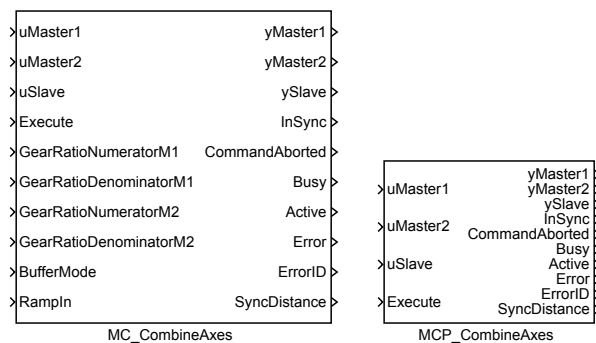 uMaster1 yMaster1
uMaster2 yMaster2
uSlave ySlave
Execute InSync
GearRatioNumeratorM1 CommandAborted
GearRatioDenominatorM1 Busy
GearRatioNumeratorM2 Active
GearRatioDenominatorM2 Error
BufferMode ErrorID
RampIn SyncDistance
MC_CombineAxes
yMaster1
uMaster1 yMaster2
ySlave
InSync
uMaster2 CommandAborted
Busy
uSlave Active
Error
ErrorID
Execute SyncDistance
MCP_CombineAxes